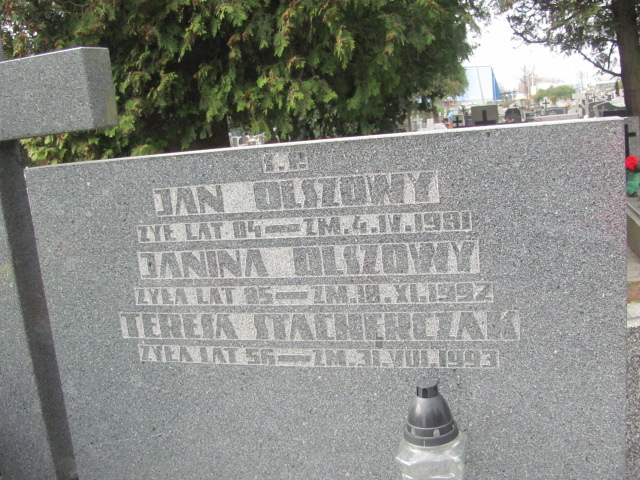 Ś.P.
JAN OLSZOWY
ŻYŁ LAT 84—ZM.4.IV.1981
JANINA OLSZOWY
ŻYŁA LAT 85—ZM.18.XI.1992
TERESA STACHERCZAK
ŻYŁA LAT 56—ZM.31.VIII.1993